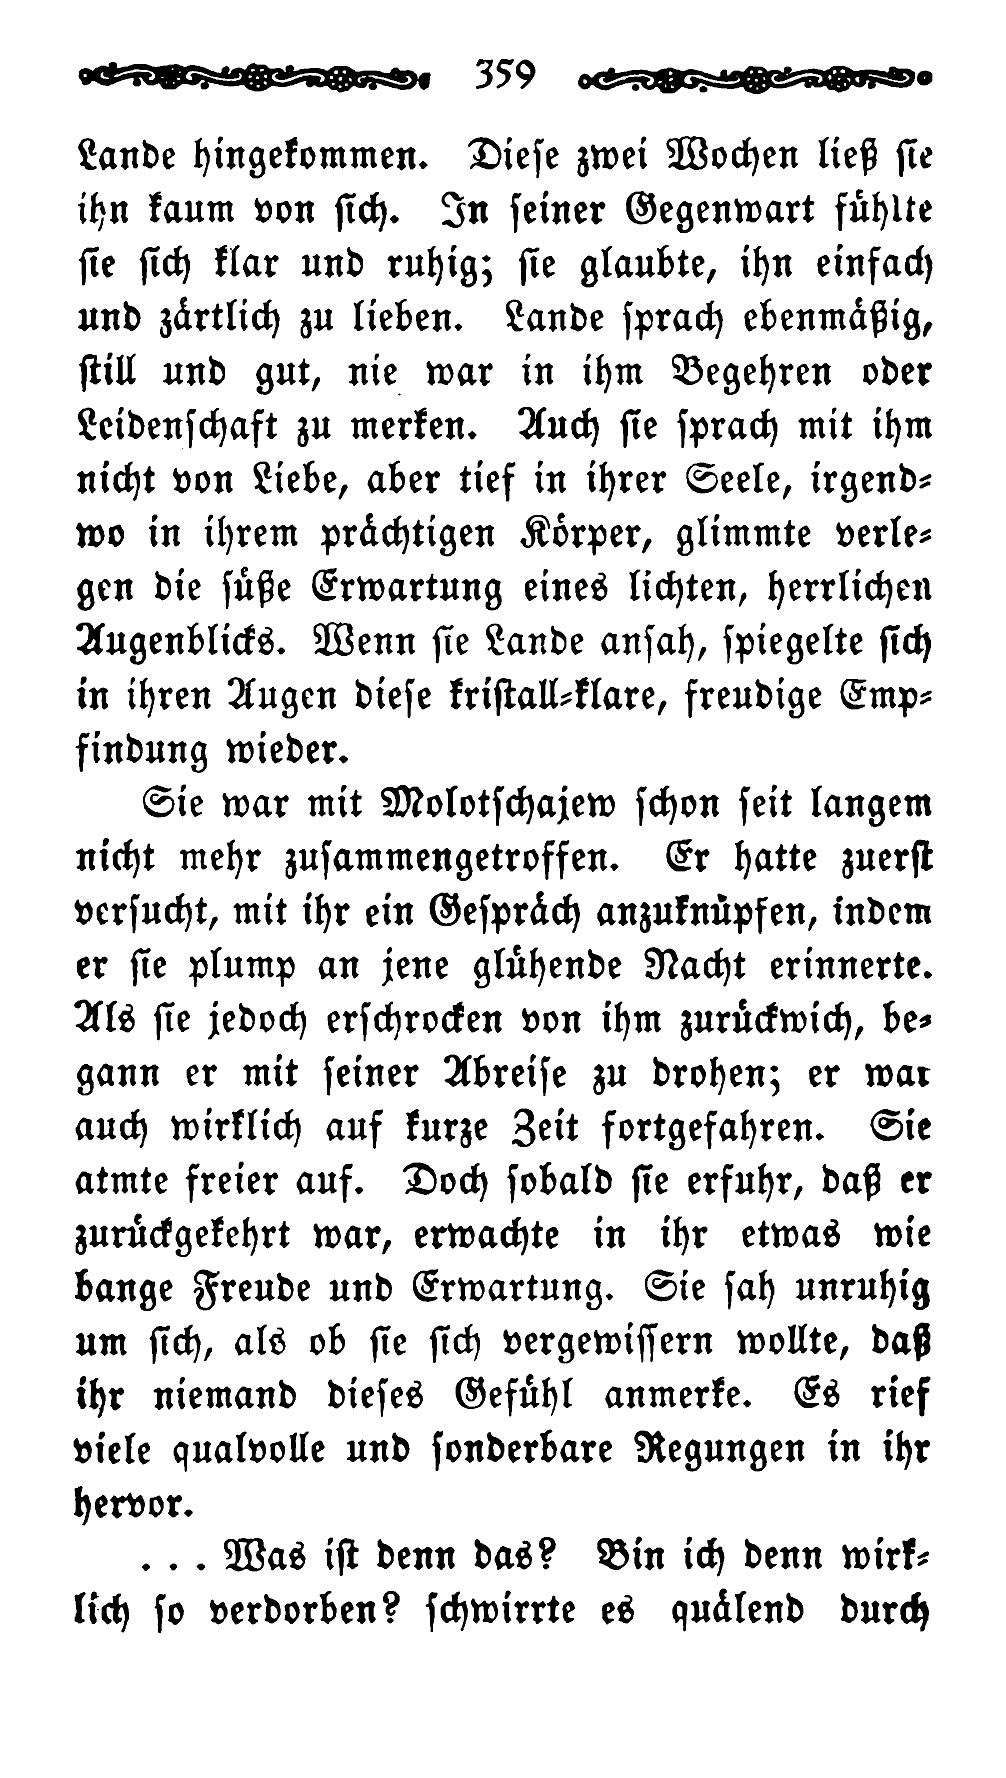 359
Lande hingekommen. Dieſe zwei Wochen ließ ſie
ihn kaum von ſich. In ſeiner Gegenwart fühlte
ſie ſich klar und ruhig; ſie glaubte, ihn einfach
und zärtlich zu lieben. Lande ſprach ebenmäßig,
ſtill und gut, nie war in ihm Begehren oder
Leidenſchaft zu merken. Auch ſie ſprach mit ihm
nicht von Liebe, aber tief in ihrer Seele, irgend⸗
wo in ihrem prächtigen Körper, glimmte verle⸗
gen die ſüße Erwartung eines lichten, herrlichen
Augenblicks. Wenn ſie Lande anſah, ſpiegelte ſich
in ihren Augen dieſe kriſtall⸗klare, freudige Emp⸗
findung wieder.
Sie war mit Molotſchajew ſchon ſeit langem
nicht mehr zuſammengetroffen. Er hatte zuerſt
verſucht, mit ihr ein Geſpräch anzuknüpfen, indem
er ſie plump an jene glühende Nacht erinnerte.
Als ſie jedoch erſchrocken von ihm zurückwich, be⸗
gann er mit ſeiner Abreiſe zu drohen; er war
auch wirklich auf kurze Zeit fortgefahren. Sie
atmte freier auf. Doch ſobald ſie erfuhr, daß er
zurückgekehrt war, erwachte in ihr etwas wie
bange Freude und Erwartung. Sie ſah unruhig
um ſich, als ob ſie ſich vergewiſſern wollte, daß
ihr niemand dieſes Gefühl anmerke. Es rief
viele qualvolle und ſonderbare Regungen in ihr
hervor.
. . . Was iſt denn das? Bin ich denn wirk⸗
lich ſo verdorben? ſchwirrte es quälend durch